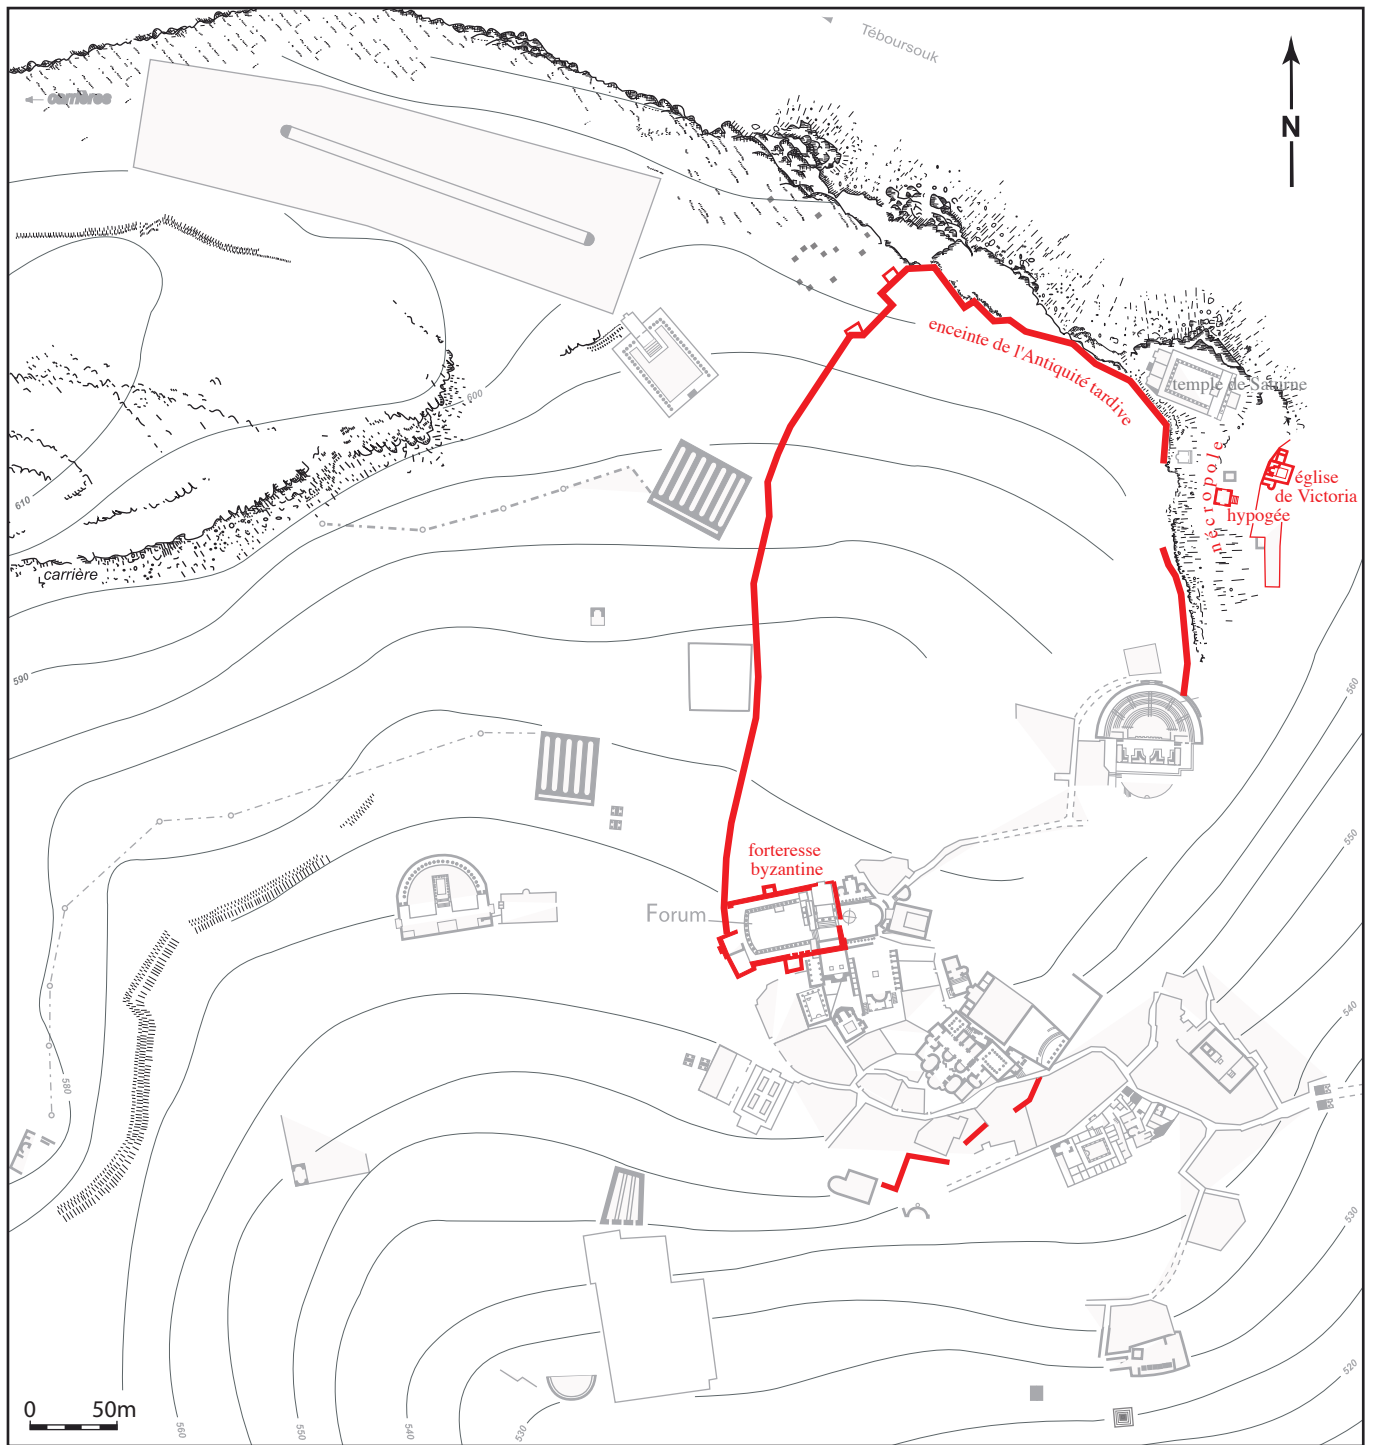 Téboursouk
← carrières
N
enceinte de l'Antiquité tardive
temple de Saturne
600
nécropole
église
de Victoria
hypogée
610
carrière
590
560
550
forteresse
byzantine
Forum
540
580
530
520
0 50m
560
550
540
530